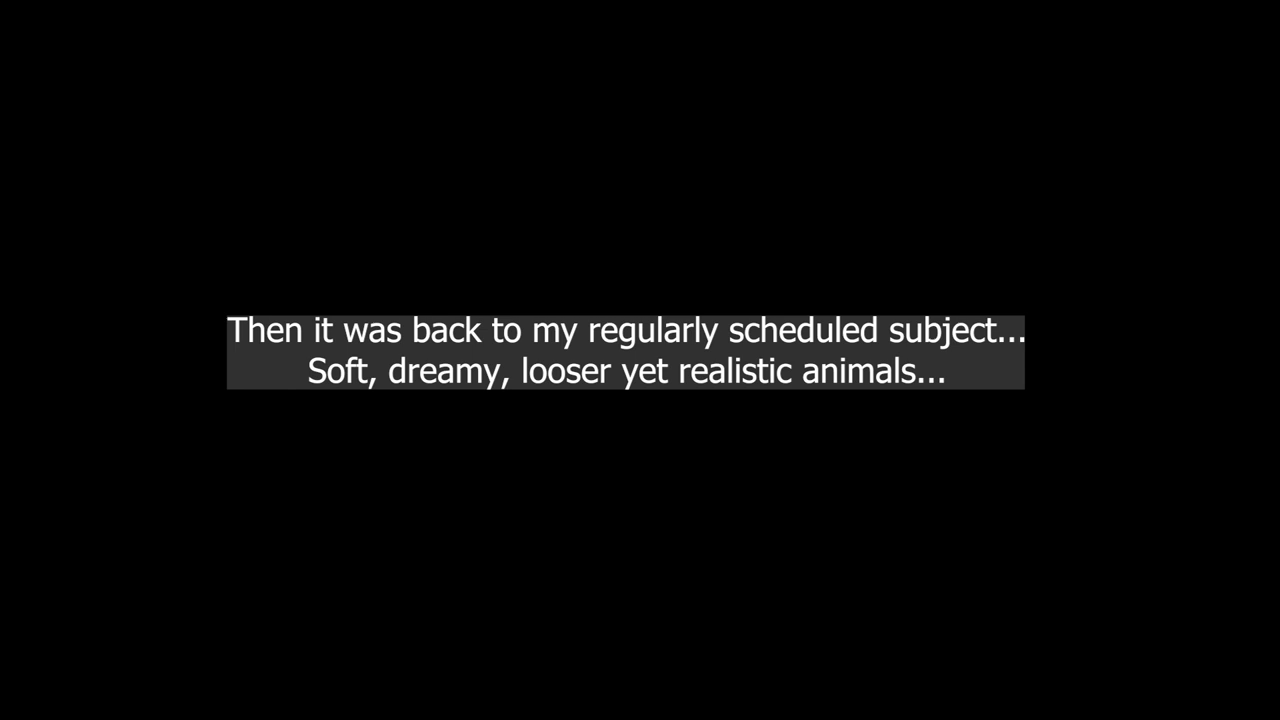 Then it was back to my regularly scheduled subject...
Soft, dreamy, looser yet realistic animals...